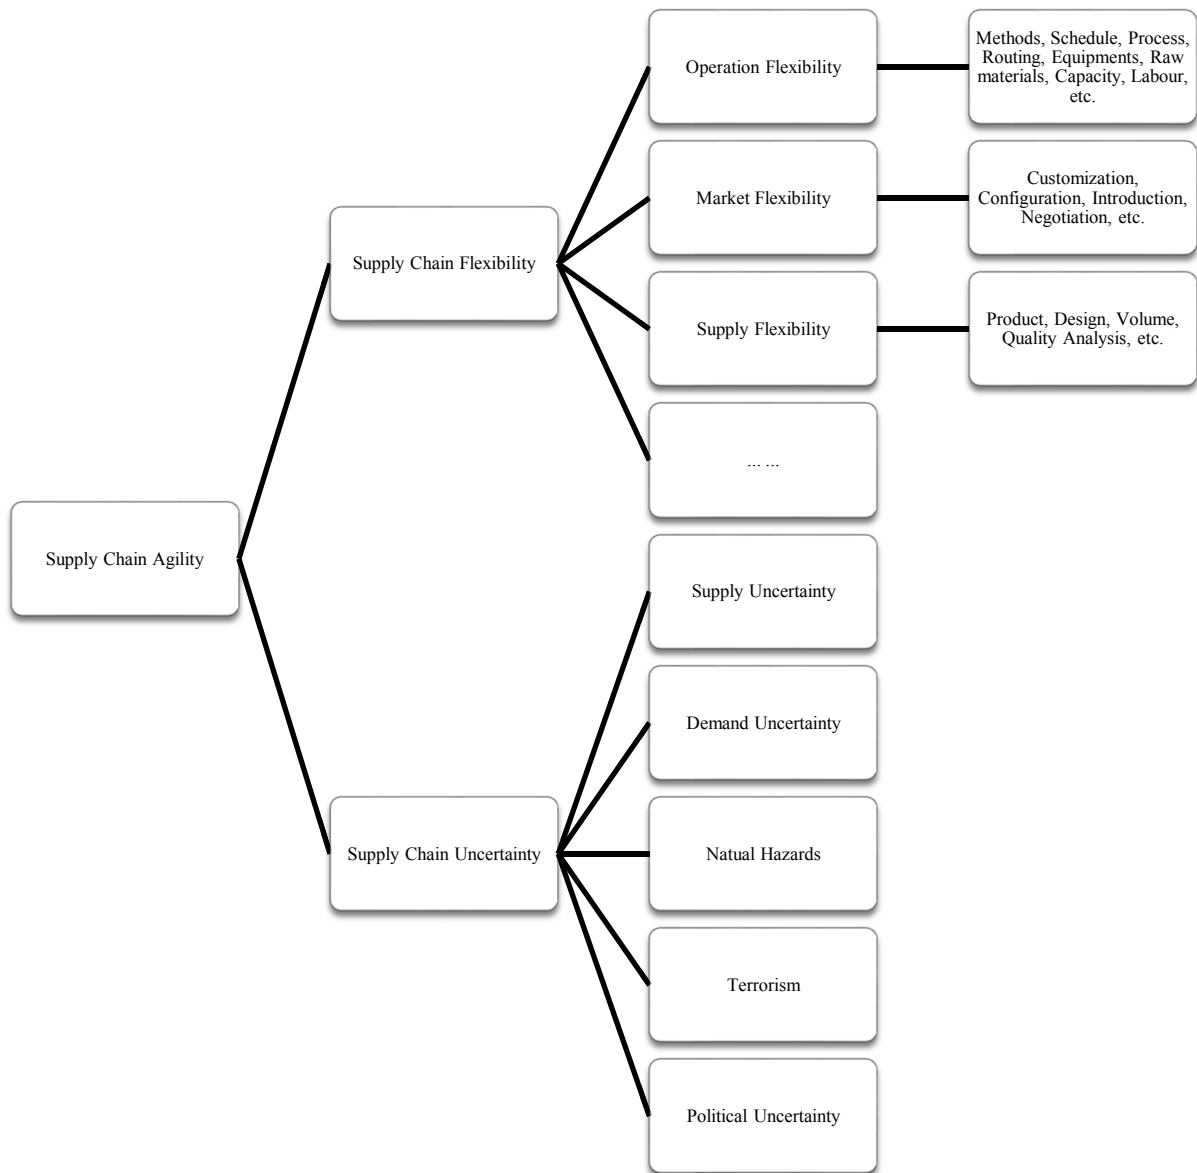 Operation Flexibility
Methods, Schedule, Process,
Routing, Equipments, Raw
materials, Capacity, Labour,
etc.
Market Flexibility
Customization,
Configuration, Introduction,
Negotiation, etc.
Supply Chain Flexibility
Supply Flexibility
Product, Design, Volume,
Quality Analysis, etc.
... ...
Supply Chain Agility
Supply Uncertainty
Demand Uncertainty
Supply Chain Uncertainty
Natual Hazards
Terrorism
Political Uncertainty